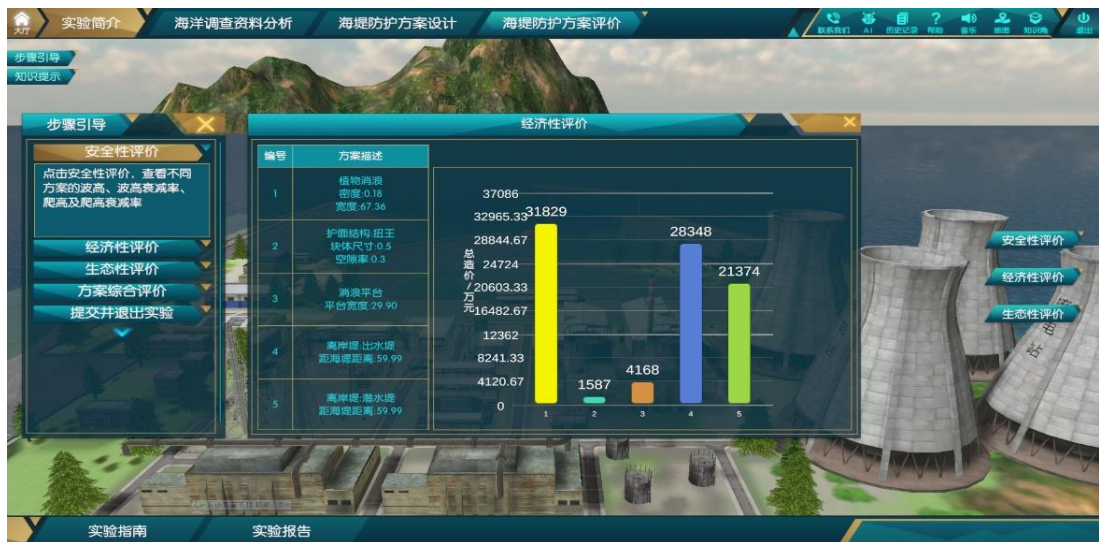 大厅
实验简介
海洋调查资料分析
海堤防护方案设计
海堤防护方案评价
联系我们
AI
历史记录
帮助
音乐
地图
知识角
退出
步骤引导
知识提示
步骤引导
安全性评价
点击安全性评价，查看不同
方案的波高、波高衰减率、
爬高及爬高衰减率
经济性评价
生态性评价
方案综合评价
提交并退出实验
经济性评价
编号
方案描述
1
植物消浪
密度:0.18
宽度:67.36
2
护面结构:扭王
块体尺寸:0.5
空隙率:0.3
3
消浪平台
平台宽度:29.90
4
离岸堤:出水堤
距海堤距离:59.99
5
离岸堤:潜水堤
距海堤距离:59.99
总造价/万元
37086
32965.33
28844.67
24724
20603.33
16482.67
12362
8241.33
4120.67
0
31829
1587
4168
28348
21374
1
2
3
4
5
安全性评价
经济性评价
生态性评价
电站
实验指南
实验报告